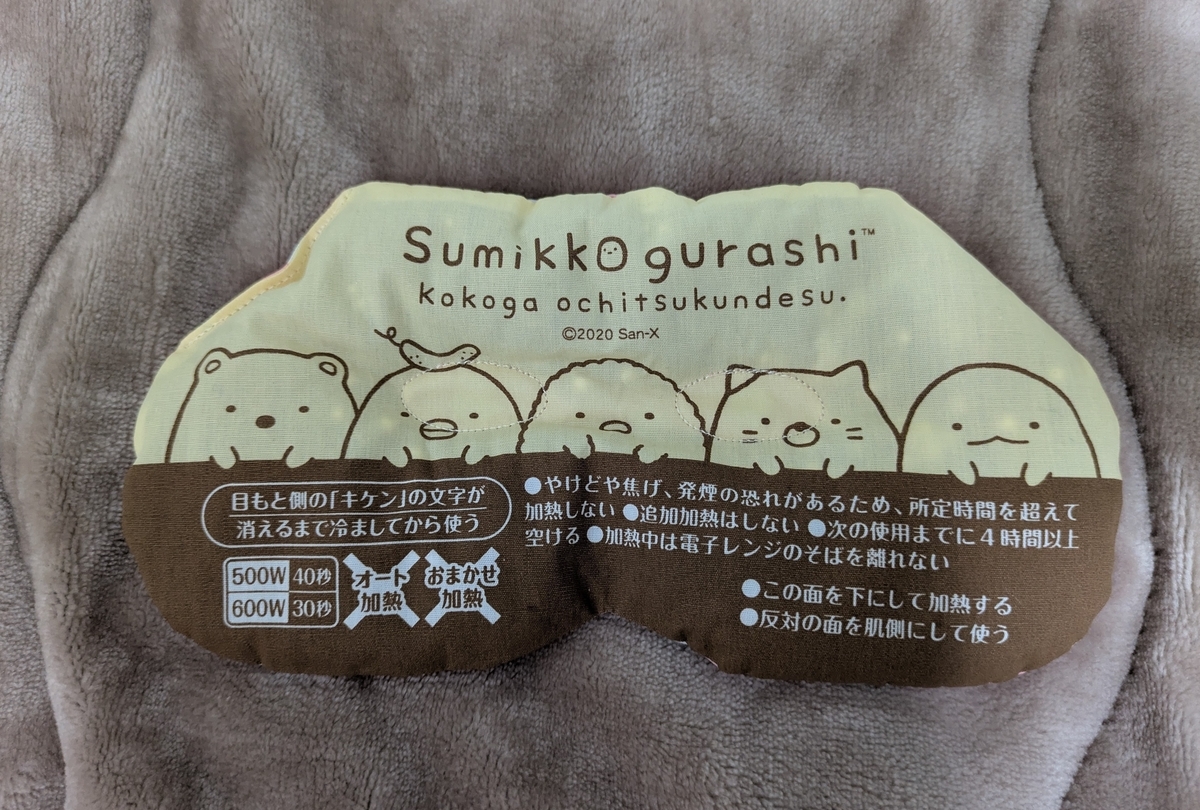 Sumikko gurashi™
kokoga ochitsukundesu.
©2020 San-X
目もと側の「キケン」の文字が
消えるまで冷ましてから使う
500W 40秒
600W 30秒
オート
加熱
おまかせ
加熱
●やけどや焦げ、発煙の恐れがあるため、所定時間を超えて
加熱しない ●追加加熱はしない ●次の使用までに4時間以上
空ける ●加熱中は電子レンジのそばを離れない
●この面を下にして加熱する
●反対の面を肌側にして使う